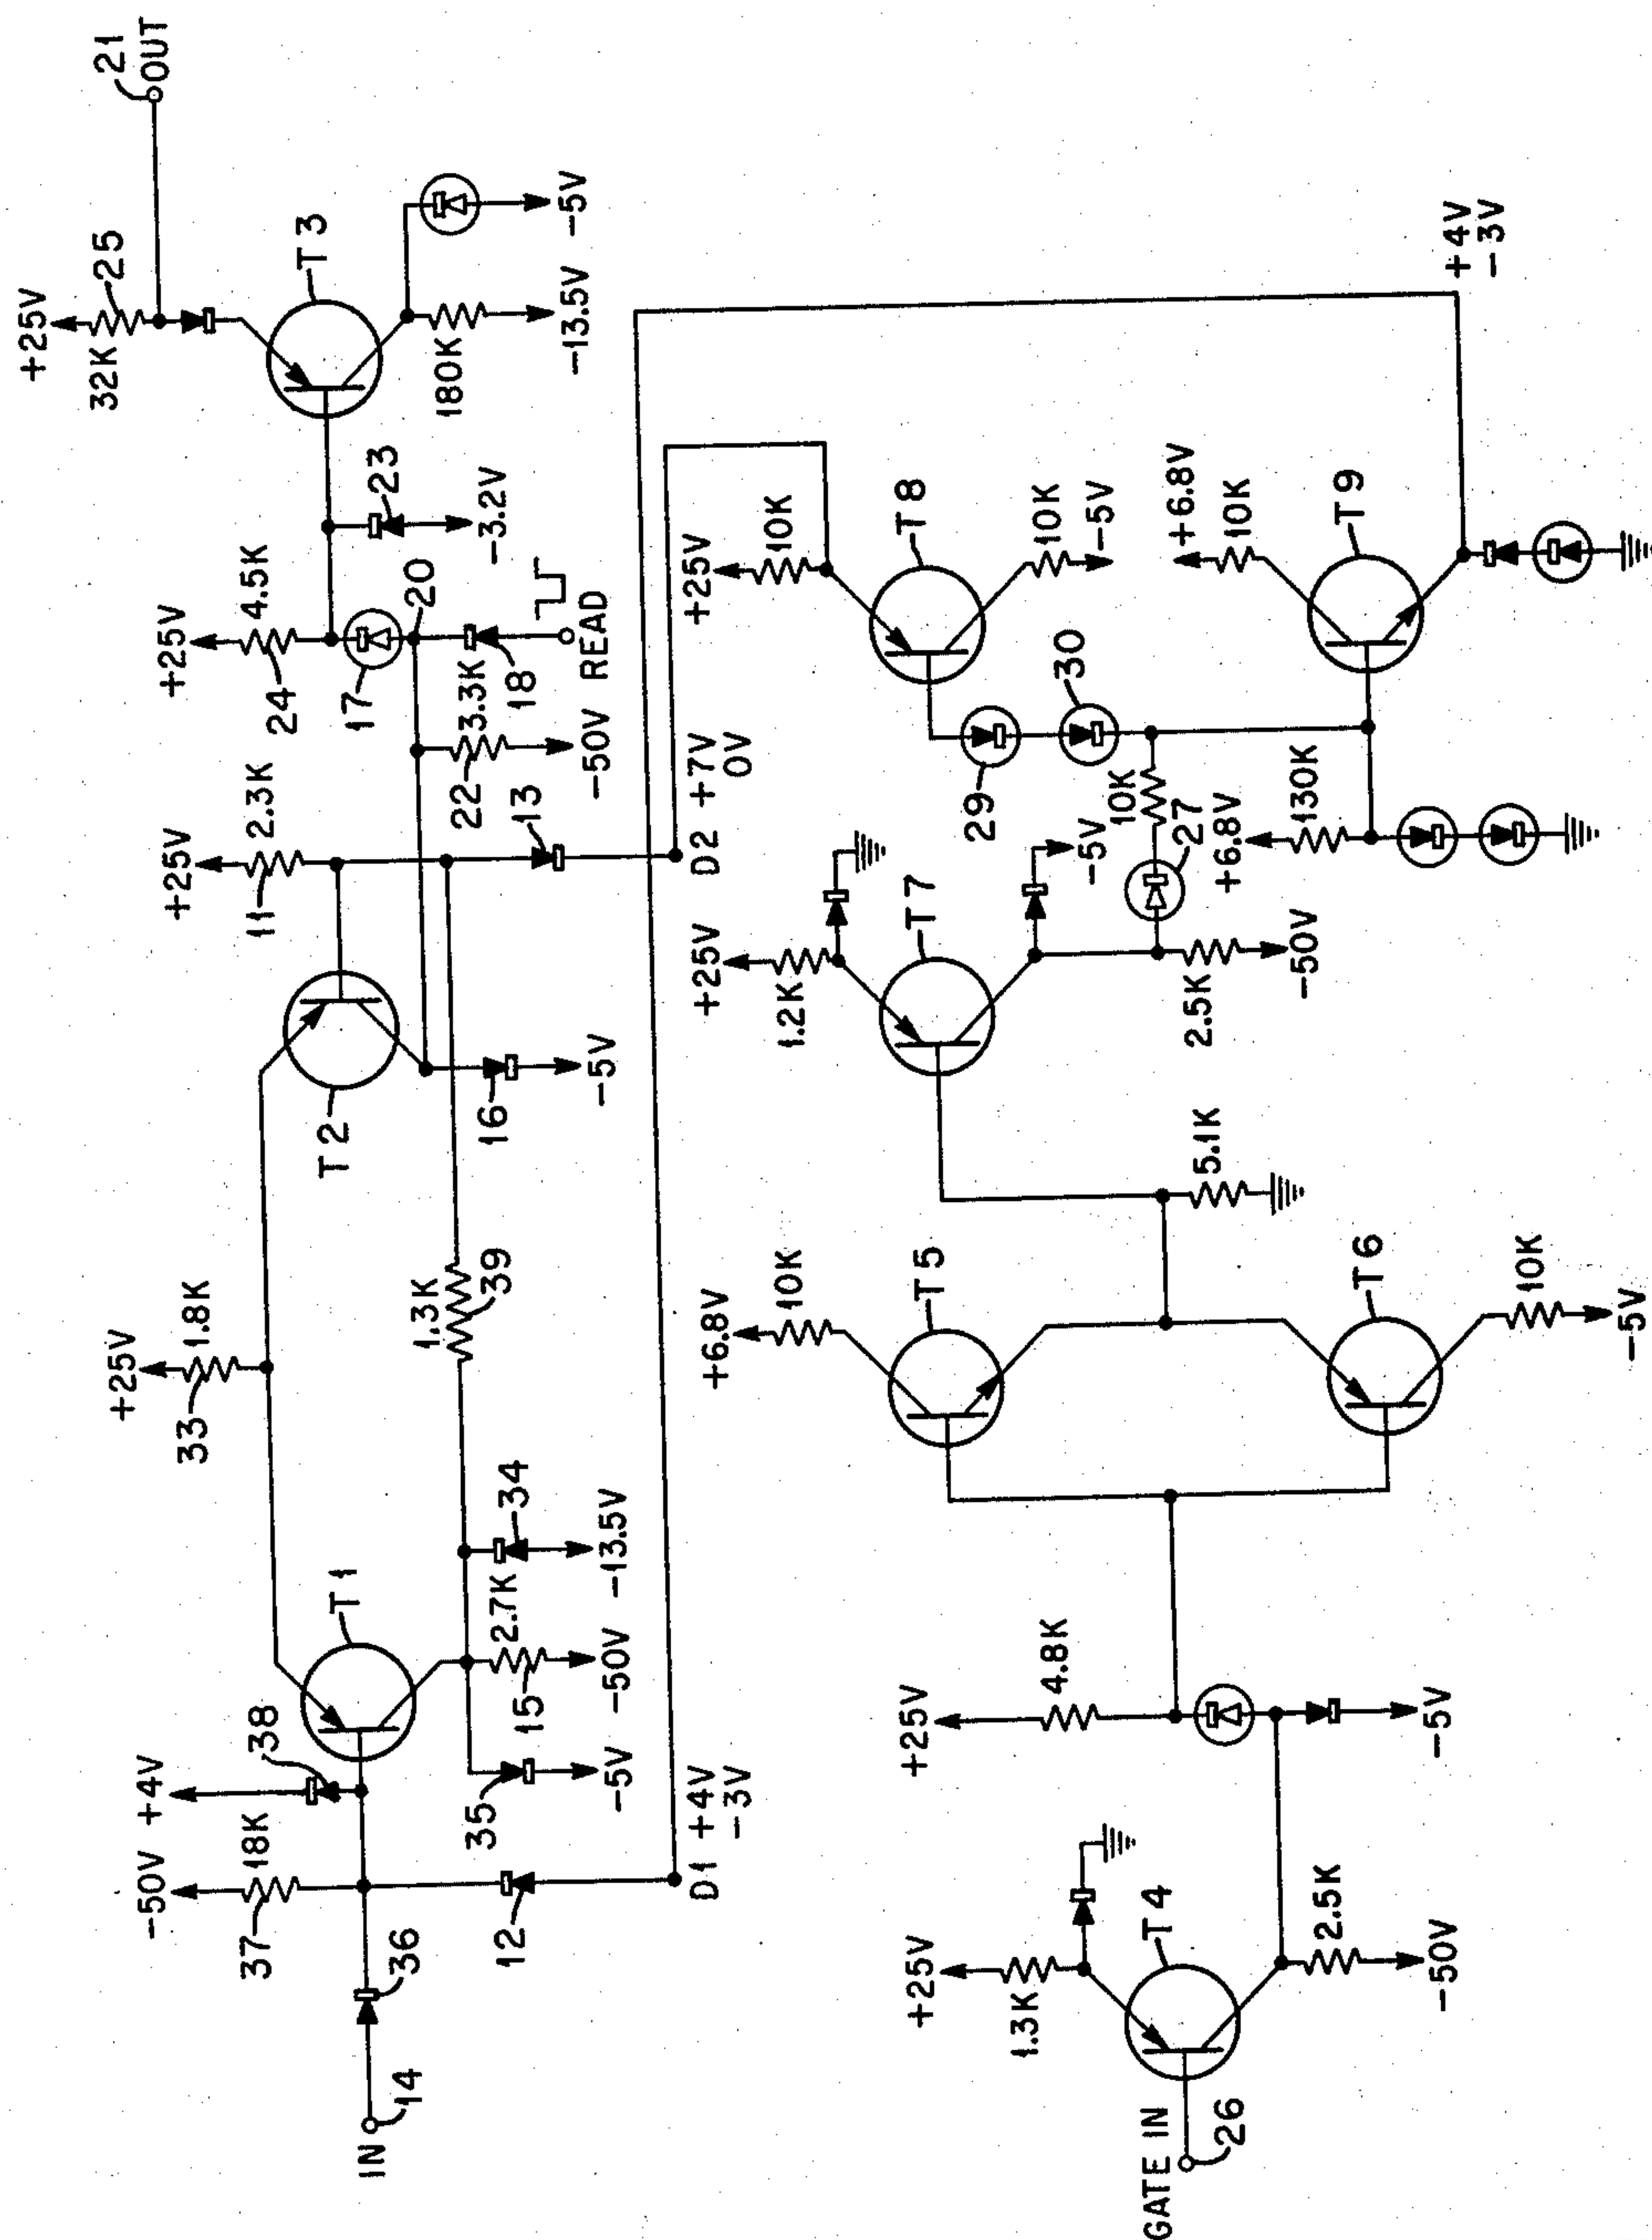 +25V
32K
25
21
OUT
T3
180K
-13.5V
-5V
+25V
4.5K
24
17
20
23
-3.2V
3.3K
18
22
-50V
READ
+25V
2.3K
11
13
D2
+7V
0V
T2
16
-5V
+25V
1.8K
33
1.3K
39
T1
34
-13.5V
2.7K
15
-50V
35
-5V
+4V
38
-50V
18K
37
36
12
D1
+4V
-3V
IN
14
+25V
10K
T8
10K
-5V
29
30
+6.8V
10K
T9
+4V
-3V
10K
27
+6.8V
130K
+25V
1.2K
T7
-5V
2.5K
-50V
5.1K
+6.8V
10K
T5
T6
10K
-5V
+25V
4.8K
-5V
+25V
1.3K
T4
2.5K
-50V
GATE IN
26